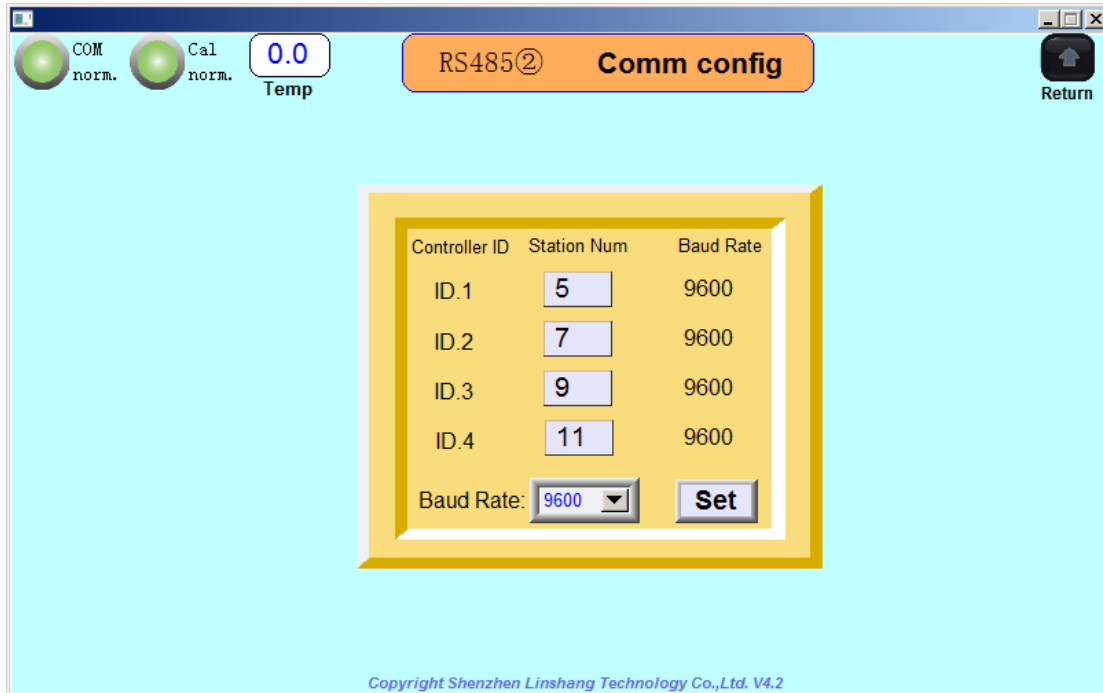 COM norm.
Cal norm.
0.0
Temp
RS485② Comm config
Return
Controller ID Station Num Baud Rate
ID.1 5 9600
ID.2 7 9600
ID.3 9 9600
ID.4 11 9600
Baud Rate: 9600 Set
Copyright Shenzhen Linshang Technology Co.,Ltd. V4.2